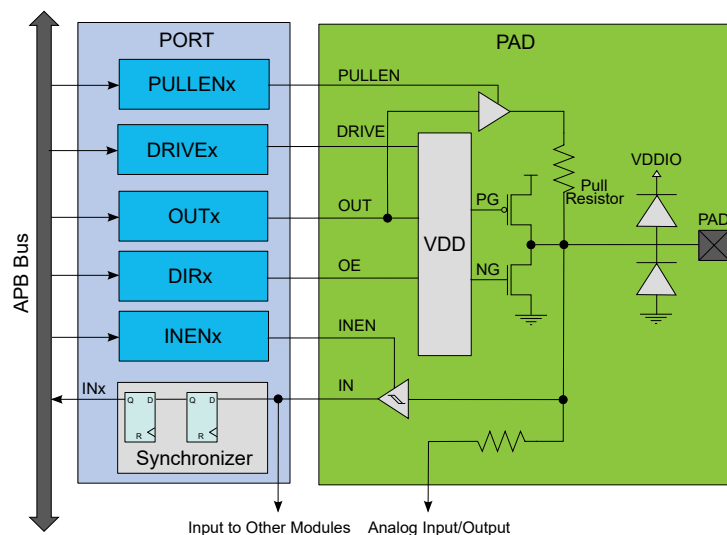 PORT
PAD
PULLENx
PULLEN
DRIVEx
DRIVE
VDDIO
Pull
Resistor
OUTx
OUT
PG
PAD
VDD
DIRx
OE
NG
INENx
INEN
APB Bus
INx
IN
Q D
R
Q D
R
Synchronizer
Input to Other Modules
Analog Input/Output